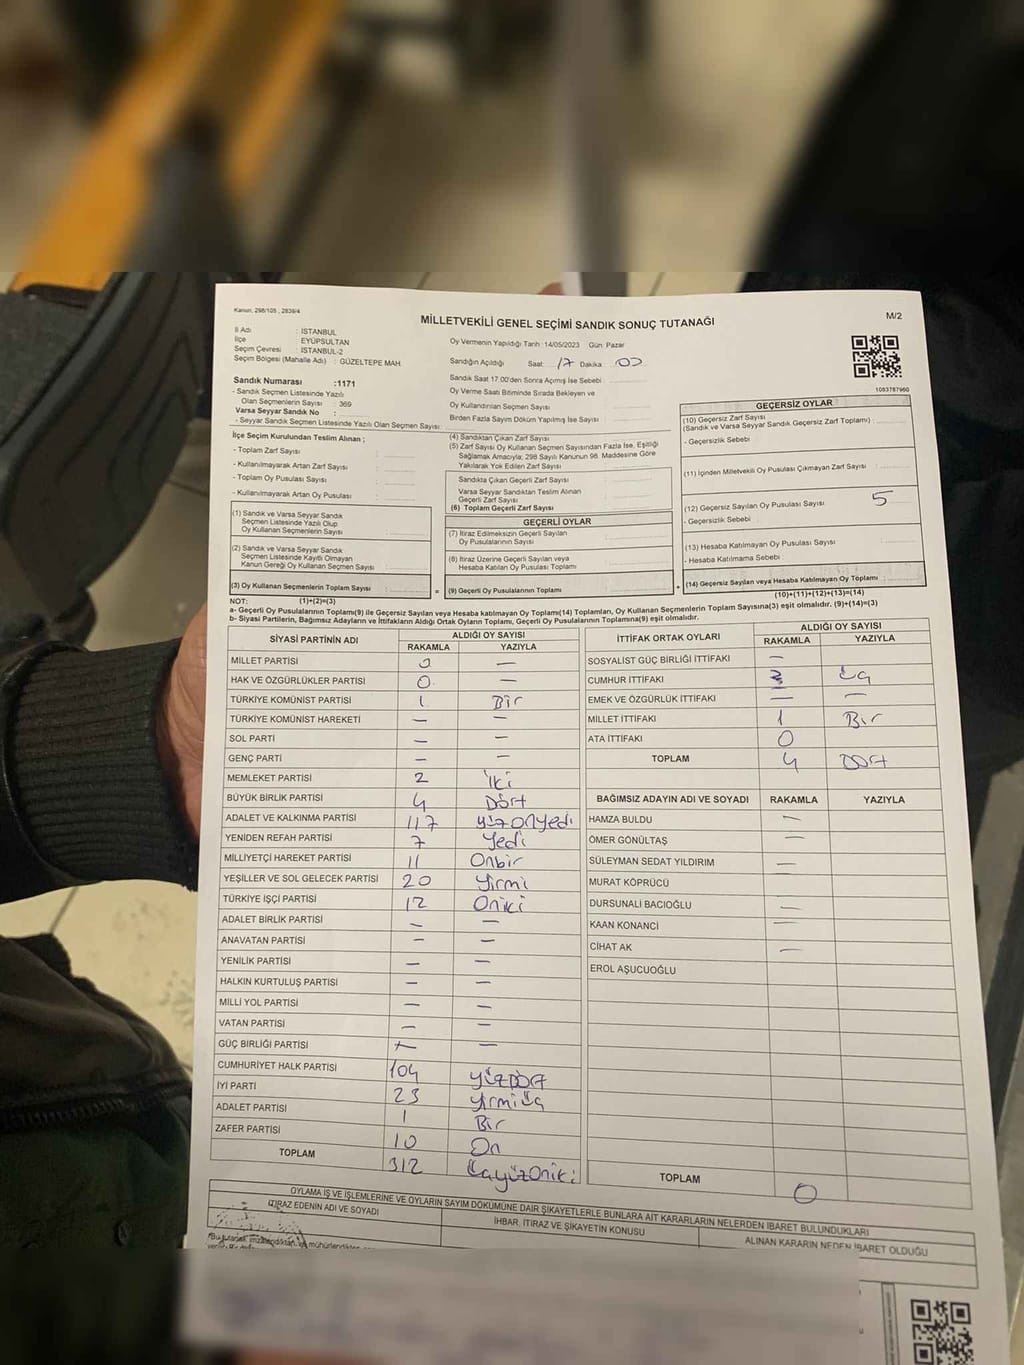 Kanun: 298/105 , 2839/4
MİLLETVEKİLİ GENEL SEÇİMİ SANDIK SONUÇ TUTANAĞI
M/2
İl Adı : İSTANBUL
İlçe : EYÜPSULTAN
Seçim Çevresi : İSTANBUL-2
Seçim Bölgesi (Mahalle Adı) : GÜZELTEPE MAH
Oy Vermenin Yapıldığı Tarih :14/05/2023 Gün :Pazar
Sandığın Açıldığı Saat: 17 Dakika 00
1083787960
Sandık Numarası :1171
- Sandık Seçmen Listesinde Yazılı
Olan Seçmenlerin Sayısı : 369
Varsa Seyyar Sandık No :
- Seyyar Sandık Seçmen Listesinde Yazılı Olan Seçmen Sayısı :
Sandık Saat 17.00'den Sonra Açılmış İse Sebebi :
Oy Verme Saati Bitiminde Sırada Bekleyen ve
Oy Kullandırılan Seçmen Sayısı :
Birden Fazla Sayım Döküm Yapılmış İse Sayısı :
İlçe Seçim Kurulundan Teslim Alınan ;
- Toplam Zarf Sayısı :
- Kullanılmayarak Artan Zarf Sayısı :
- Toplam Oy Pusulası Sayısı :
- Kullanılmayarak Artan Oy Pusulası :
(4) Sandıktan Çıkan Zarf Sayısı :
(5) Zarf Sayısı Oy Kullanan Seçmen Sayısından Fazla İse, Eşitliği
Sağlamak Amacıyla; 298 Sayılı Kanunun 98. Maddesine Göre
Yakılarak Yok Edilen Zarf Sayısı :
Sandıkta Çıkan Geçerli Zarf Sayısı :
Varsa Seyyar Sandıktan Teslim Alınan
Geçerli Zarf Sayısı :
(6) Toplam Geçerli Zarf Sayısı :
GEÇERSİZ OYLAR
(10) Geçersiz Zarf Sayısı
(Sandık ve Varsa Seyyar Sandık Geçersiz Zarf Toplamı) :
- Geçersizlik Sebebi :
(11) İçinden Milletvekili Oy Pusulası Çıkmayan Zarf Sayısı :
(12) Geçersiz Sayılan Oy Pusulası Sayısı : 5
- Geçersizlik Sebebi :
(13) Hesaba Katılmayan Oy Pusulası Sayısı :
- Hesaba Katılmama Sebebi :
(14) Geçersiz Sayılan veya Hesaba Katılmayan Oy Toplamı :
(10)+(11)+(12)+(13)=(14)
(1) Sandık ve Varsa Seyyar Sandık
Seçmen Listesinde Yazılı Olup
Oy Kullanan Seçmenlerin Sayısı :
(2) Sandık ve Varsa Seyyar Sandık
Seçmen Listesinde Kayıtlı Olmayan
Kanun Gereği Oy Kullanan Seçmen Sayısı :
(3) Oy Kullanan Seçmenlerin Toplam Sayısı :
GEÇERLİ OYLAR
(7) İtiraz Edilmeksizin Geçerli Sayılan
Oy Pusulalarının Sayısı :
(8) İtiraz Üzerine Geçerli Sayılan veya
Hesaba Katılan Oy Pusulası Toplamı :
= (9) Geçerli Oy Pusulalarının Toplamı : +
NOT: (1)+(2)=(3)
a- Geçerli Oy Pusulalarının Toplamı(9) ile Geçersiz Sayılan veya Hesaba katılmayan Oy Toplamı(14) Toplamları, Oy Kullanan Seçmenlerin Toplam Sayısına(3) eşit olmalıdır. (9)+(14)=(3)
b- Siyasi Partilerin, Bağımsız Adayların ve İttifakların Aldığı Ortak Oyların Toplamı, Geçerli Oy Pusulalarının Toplamına(9) eşit olmalıdır.
SİYASİ PARTİNİN ADI ALDIĞI OY SAYISI
RAKAMLA YAZIYLA
MİLLET PARTİSİ 0 —
HAK VE ÖZGÜRLÜKLER PARTİSİ 0 —
TÜRKİYE KOMÜNİST PARTİSİ 1 Bir
TÜRKİYE KOMÜNİST HAREKETİ — —
SOL PARTİ — —
GENÇ PARTİ — —
MEMLEKET PARTİSİ 2 İki
BÜYÜK BİRLİK PARTİSİ 4 Dört
ADALET VE KALKINMA PARTİSİ 117 yüzonyedi
YENİDEN REFAH PARTİSİ 7 Yedi
MİLLİYETÇİ HAREKET PARTİSİ 11 Onbir
YEŞİLLER VE SOL GELECEK PARTİSİ 20 Yirmi
TÜRKİYE İŞÇİ PARTİSİ 12 Oniki
ADALET BİRLİK PARTİSİ — —
ANAVATAN PARTİSİ — —
YENİLİK PARTİSİ — —
HALKIN KURTULUŞ PARTİSİ — —
MİLLİ YOL PARTİSİ — —
VATAN PARTİSİ — —
GÜÇ BİRLİĞİ PARTİSİ — —
CUMHURİYET HALK PARTİSİ 104 yüzDört
İYİ PARTİ 23 yirmiüç
ADALET PARTİSİ 1 Bir
ZAFER PARTİSİ 10 On
TOPLAM 312 üçyüzoniki
İTTİFAK ORTAK OYLARI ALDIĞI OY SAYISI
RAKAMLA YAZIYLA
SOSYALİST GÜÇ BİRLİĞİ İTTİFAKI —
CUMHUR İTTİFAKI 3 üç
EMEK VE ÖZGÜRLÜK İTTİFAKI — —
MİLLET İTTİFAKI 1 Bir
ATA İTTİFAKI 0
TOPLAM 4 Dört
BAĞIMSIZ ADAYIN ADI VE SOYADI RAKAMLA YAZIYLA
HAMZA BULDU —
ÖMER GÖNÜLTAŞ —
SÜLEYMAN SEDAT YILDIRIM —
MURAT KÖPRÜCÜ
DURSUNALİ BACIOĞLU —
KAAN KONANCİ —
CİHAT AK —
EROL AŞUCUOĞLU
TOPLAM 0
OYLAMA İŞ VE İŞLEMLERİNE VE OYLARIN SAYIM DÖKÜMÜNE DAİR ŞİKAYETLERLE BUNLARA AİT KARARLARIN NELERDEN İBARET BULUNDUKLARI
İTİRAZ EDENİN ADI VE SOYADI İHBAR, İTİRAZ VE ŞİKAYETİN KONUSU ALINAN KARARIN NEDEN İBARET OLDUĞU